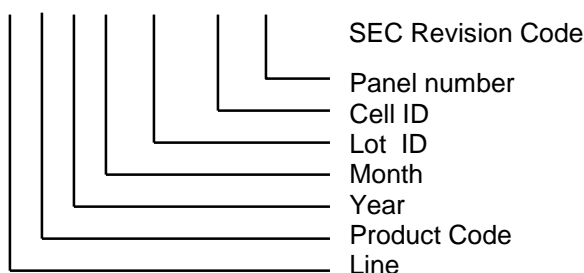 SEC Revision Code
Panel number
Cell ID
Lot ID
Month
Year
Product Code
Line